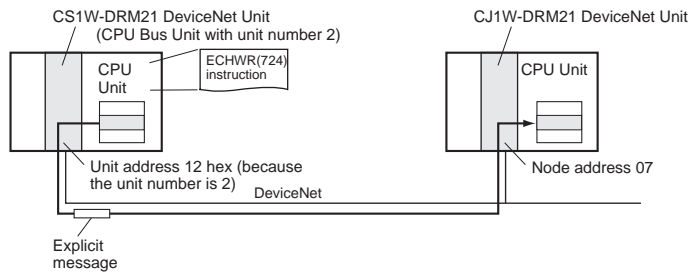 CS1W-DRM21 DeviceNet Unit
(CPU Bus Unit with unit number 2)
CJ1W-DRM21 DeviceNet Unit
CPU
Unit
ECHWR(724)
instruction
CPU Unit
Unit address 12 hex (because
the unit number is 2)
Node address 07
DeviceNet
Explicit
message